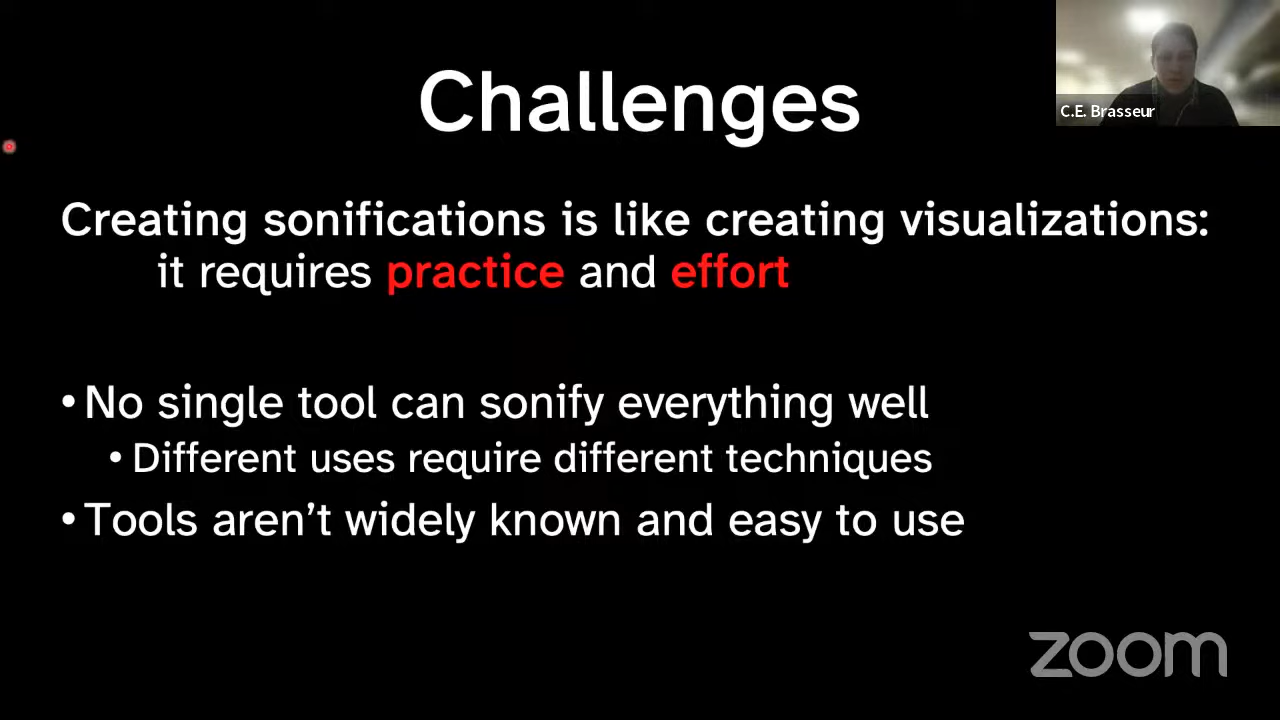 Challenges
C.E. Brasseur
Creating sonifications is like creating visualizations:
it requires practice and effort
• No single tool can sonify everything well
• Different uses require different techniques
• Tools aren’t widely known and easy to use
zoom